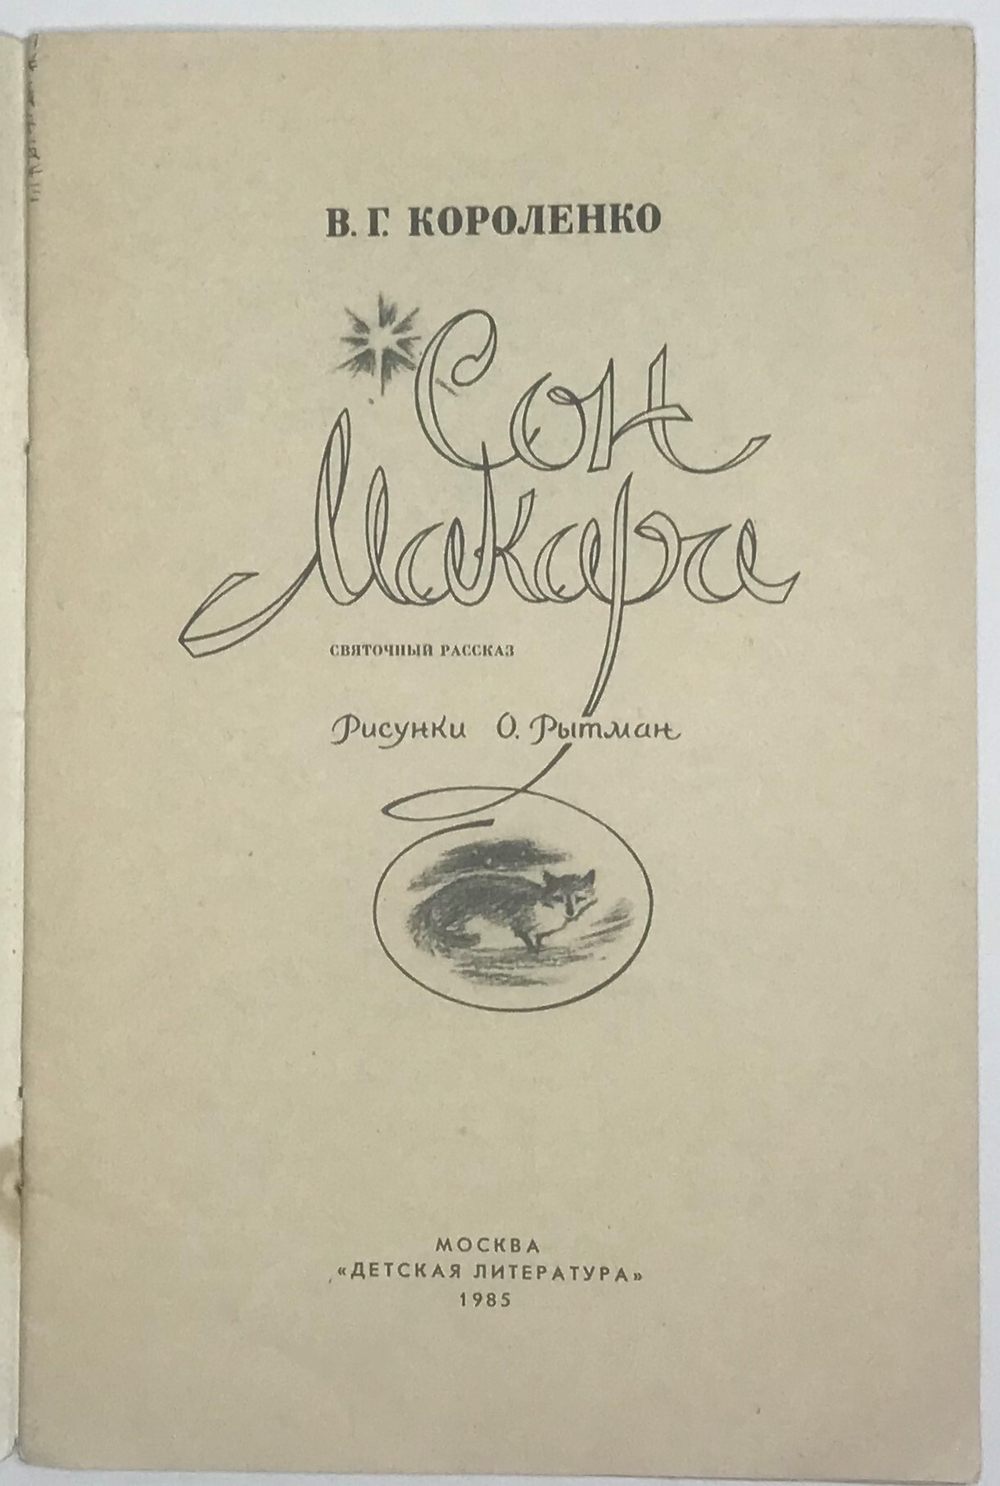 В. Г. КОРОЛЕНКО
Сон
Макара
СВЯТОЧНЫЙ РАССКАЗ
Рисунки О. Рытман
МОСКВА
«ДЕТСКАЯ ЛИТЕРАТУРА»
1985